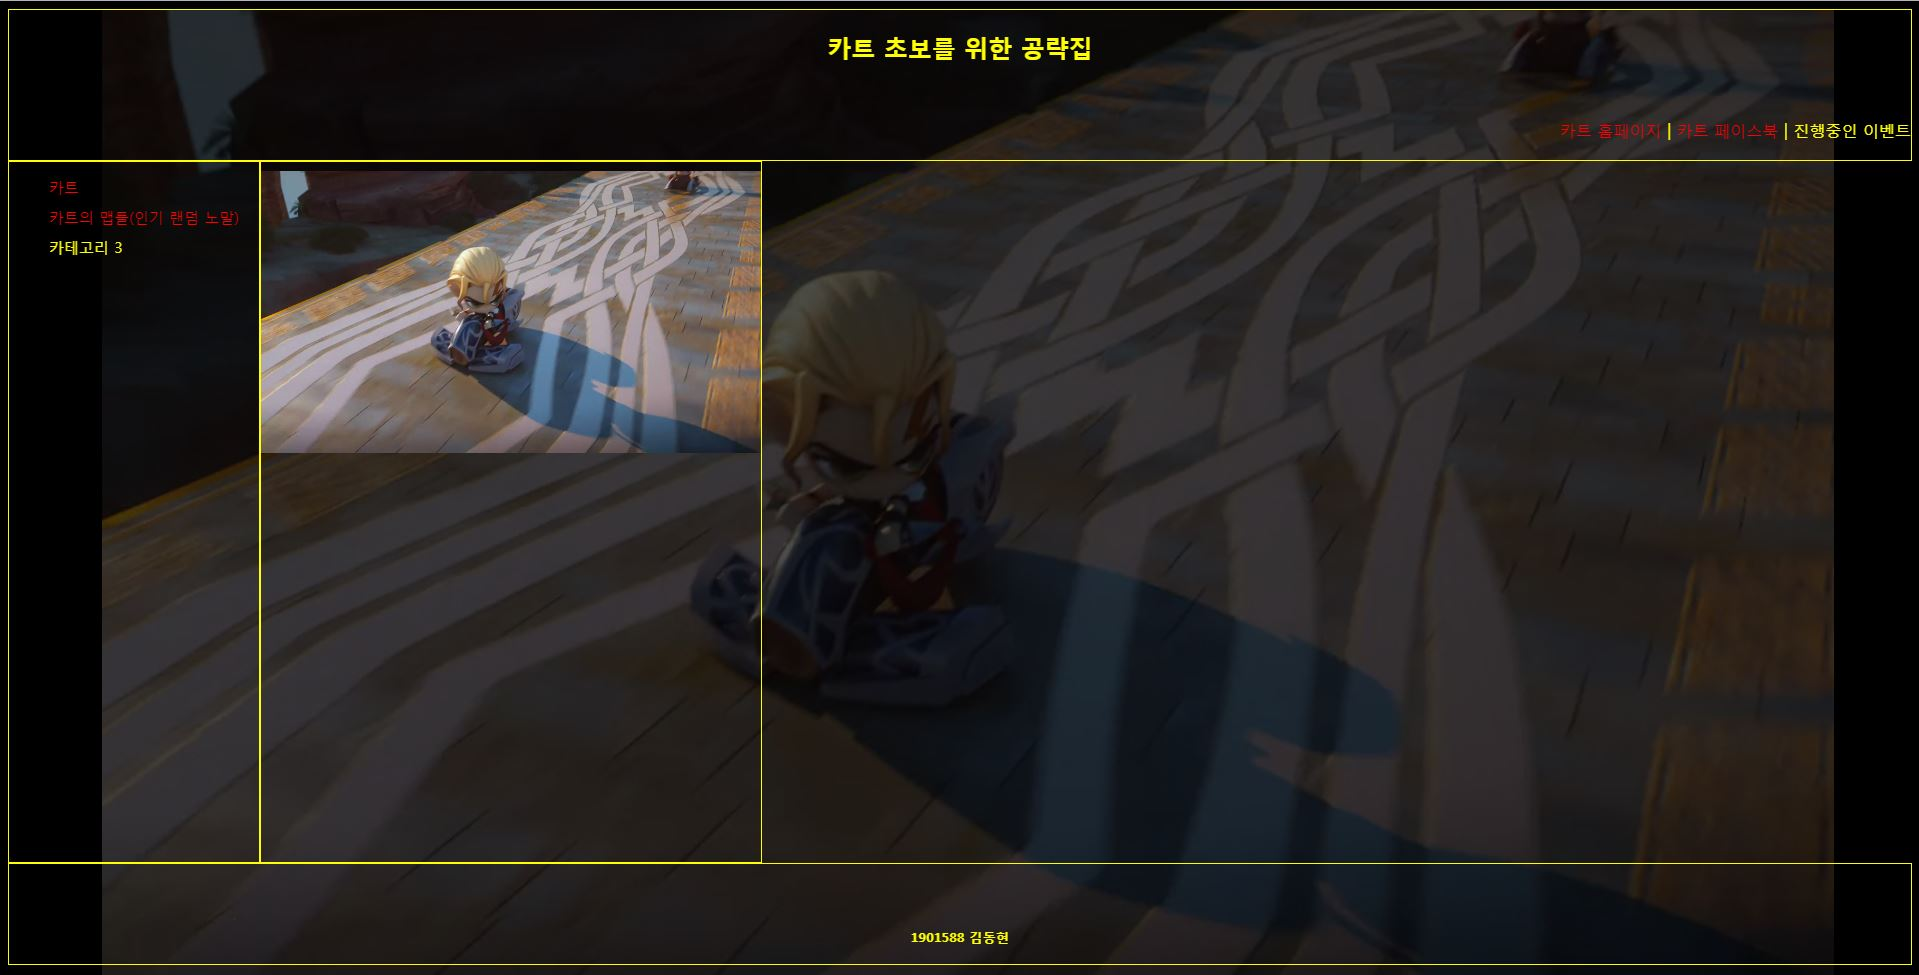 카트 초보를 위한 공략집
카트 홈페이지 | 카트 페이스북 | 진행중인 이벤트
카트
카트의 맵들(인기 랜덤 노말)
카테고리 3
1901588 김동현